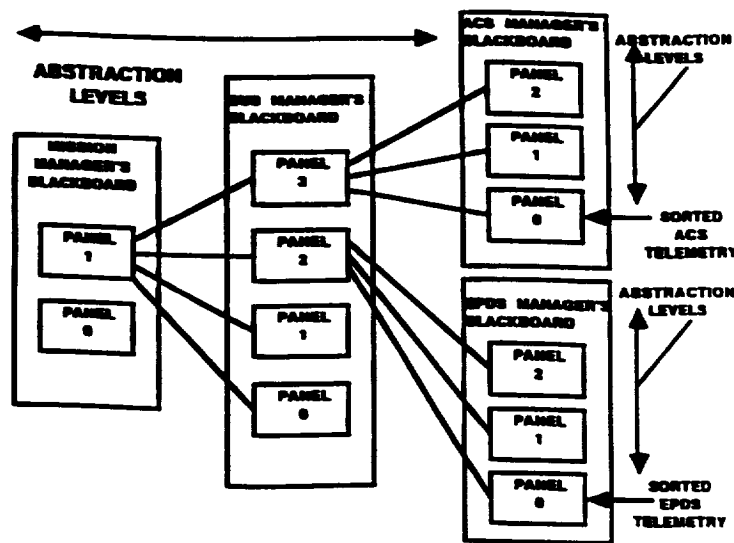 ABSTRACTION
LEVELS
MISSION
MANAGER'S
BLACKBOARD
PANEL
1
PANEL
0
BUS MANAGER'S
BLACKBOARD
PANEL
3
PANEL
2
PANEL
1
PANEL
0
ACS MANAGER'S
BLACKBOARD
PANEL
2
PANEL
1
PANEL
0
ABSTRACTION
LEVELS
SORTED
ACS
TELEMETRY
EPDS MANAGER'S
BLACKBOARD
PANEL
2
PANEL
1
PANEL
0
ABSTRACTION
LEVELS
SORTED
EPDS
TELEMETRY